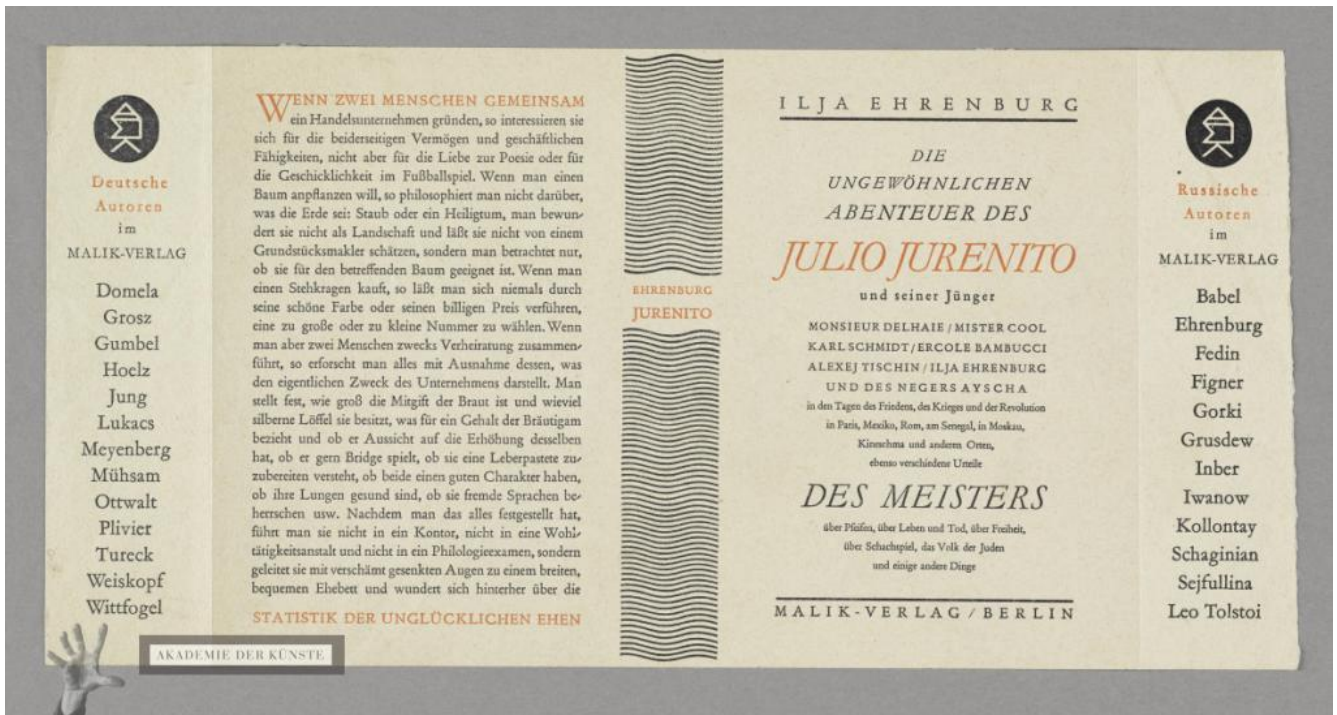 Deutsche
Autoren
im
MALIK-VERLAG
Domela
Grosz
Gumbel
Hoelz
Jung
Lukacs
Meyenberg
Mühsam
Ottwalt
Plivier
Tureck
Weiskopf
Wittfogel
WENN ZWEI MENSCHEN GEMEINSAM
ein Handelsunternehmen gründen, so interessieren sie
sich für die beiderseitigen Vermögen und geschäftlichen
Fähigkeiten, nicht aber für die Liebe zur Poesie oder für
die Geschicklichkeit im Fußballspiel. Wenn man einen
Baum anpflanzen will, so philosophiert man nicht darüber,
was die Erde sei: Staub oder ein Heiligtum, man bewun-
dert sie nicht als Landschaft und läßt sie nicht von einem
Grundstücksmakler schätzen, sondern man betrachtet nur,
ob sie für den betreffenden Baum geeignet ist. Wenn man
einen Stehkragen kauft, so läßt man sich niemals durch
seine schöne Farbe oder seinen billigen Preis verführen,
eine zu große oder zu kleine Nummer zu wählen. Wenn
man aber zwei Menschen zwecks Verheiratung zusammen-
führt, so erforscht man alles mit Ausnahme dessen, was
den eigentlichen Zweck des Unternehmens darstellt. Man
stellt fest, wie groß die Mitgift der Braut ist und wieviel
silberne Löffel sie besitzt, was für ein Gehalt der Bräutigam
bezieht und ob er Aussicht auf die Erhöhung desselben
hat, ob er gern Bridge spielt, ob sie eine Leberpastete zu-
zubereiten versteht, ob beide einen guten Charakter haben,
ob ihre Lungen gesund sind, ob sie fremde Sprachen be-
herrschen usw. Nachdem man das alles festgestellt hat,
führt man sie nicht in ein Kontor, nicht in eine Wohl-
tätigkeitsanstalt und nicht in ein Philologieexamen, sondern
geleitet sie mit verschämt gesenkten Augen zu einem breiten,
bequemen Ehebett und wundert sich hinterher über die
STATISTIK DER UNGLÜCKLICHEN EHEN
EHRENBURG
JURENITO
ILJA EHRENBURG
DIE
UNGEWÖHNLICHEN
ABENTEUER DES
JULIO JURENITO
und seiner Jünger
MONSIEUR DELHAIE / MISTER COOL
KARL SCHMIDT / ERCOLE BAMBUCCI
ALEXEJ TISCHIN / ILJA EHRENBURG
UND DES NEGERS AYSCHA
in den Tagen des Friedens, des Krieges und der Revolution
in Paris, Mexiko, Rom, am Senegal, in Moskau,
Kineschma und anderen Orten,
ebenso verschiedene Urteile
DES MEISTERS
über Pfeifen, über Leben und Tod, über Freiheit,
über Schachspiel, das Volk der Juden
und einige andere Dinge
MALIK-VERLAG / BERLIN
Russische
Autoren
im
MALIK-VERLAG
Babel
Ehrenburg
Fedin
Figner
Gorki
Grusdew
Inber
Iwanow
Kollontay
Schaginian
Sejfullina
Leo Tolstoi
AKADEMIE DER KÜNSTE